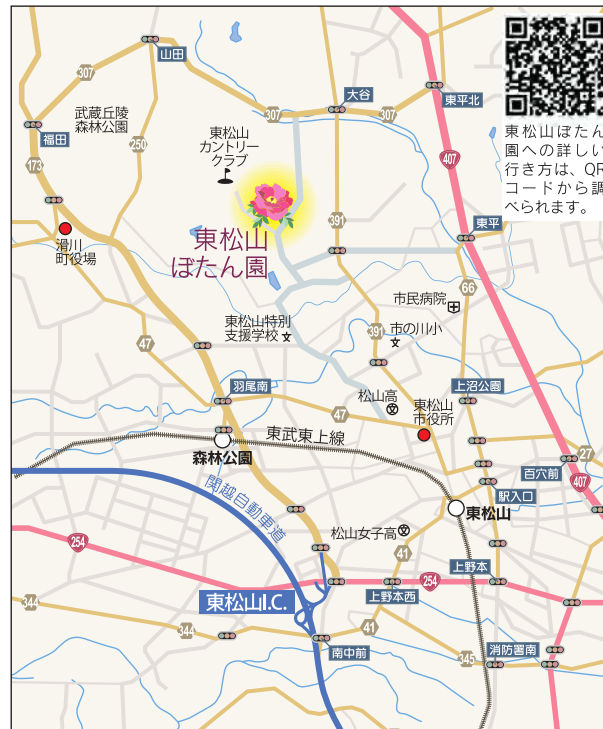 山田
307
大谷
東平北
武蔵丘陵
森林公園
307
307
福田
250
東松山
カントリー
クラブ
173
407
東松山ぼたん
園への詳しい
行き方は、QR
コードから調
べられます。
391
東平
滑川
町役場
東松山
ぼたん園
66
市民病院
東松山特別
支援学校
391
市の川小
47
羽尾南
松山高
上沼公園
47
東松山
市役所
東武東上線
森林公園
27
百穴前
407
駅入口
関越自動車道
東松山
松山女子高
254
41
上野本
254
上野本西
東松山I.C.
344
344
41
南中前
消防署南
345